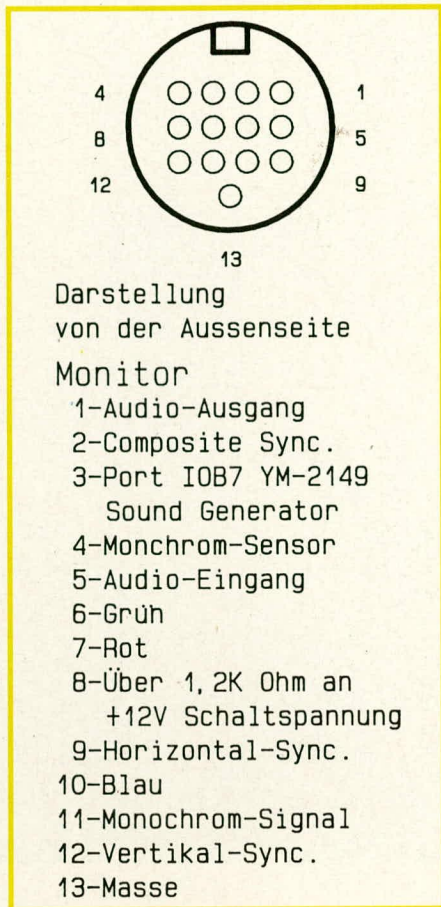 4 1
8 5
12 9
13
Darstellung
von der Aussenseite
Monitor
1-Audio-Ausgang
2-Composite Sync.
3-Port IOB7 YM-2149
Sound Generator
4-Monchrom-Sensor
5-Audio-Eingang
6-Grüh
7-Rot
8-Über 1,2K Ohm an
+12V Schaltspannung
9-Horizontal-Sync.
10-Blau
11-Monochrom-Signal
12-Vertikal-Sync.
13-Masse